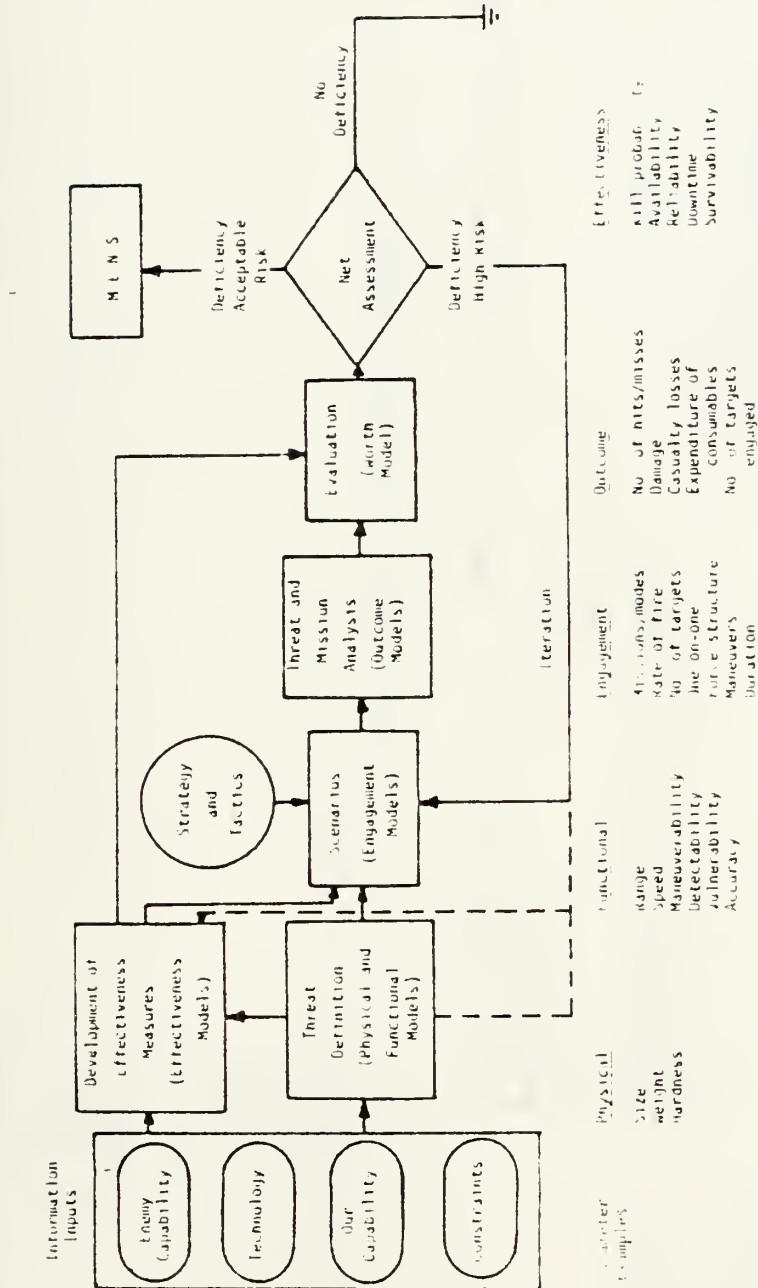 Information
Inputs
Enemy
Capability
Technology
Our
Capability
Constraints
Development of
Effectiveness
Measures
(Effectiveness
Models)
Threat
Definition
(Physical and
Functional
Models)
Strategy
and
Tactics
Scenarios
(Engagement
Models)
Threat and
Mission
Analysis
(Outcome
Models)
Evaluation
(Worth
Model)
Net
Assessment
M E N S
Deficiency
Acceptable
Risk
No
Deficiency
Deficiency
High Risk
Iteration
Physical
Size
Weight
Hardness
Functional
Range
Speed
Maneuverability
Detectability
Vulnerability
Accuracy
Engagement
Missions/modes
Rate of fire
No of targets
One on-one
Force structure
Maneuvers
Duration
Outcome
No of hits/misses
Damage
Casualty losses
Expenditure of
consumables
No of targets
engaged
Effectiveness
Kill
Availability
Reliability
Downtime
Survivability